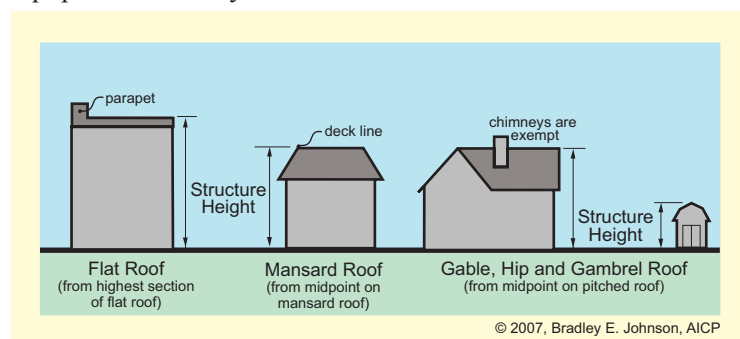 parapet
deck line
chimneys are
exempt
Structure
Height
Structure
Height
Flat Roof
(from highest section
of flat roof)
Mansard Roof
(from midpoint on
mansard roof)
Gable, Hip and Gambrel Roof
(from midpoint on pitched roof)
© 2007, Bradley E. Johnson, AICP